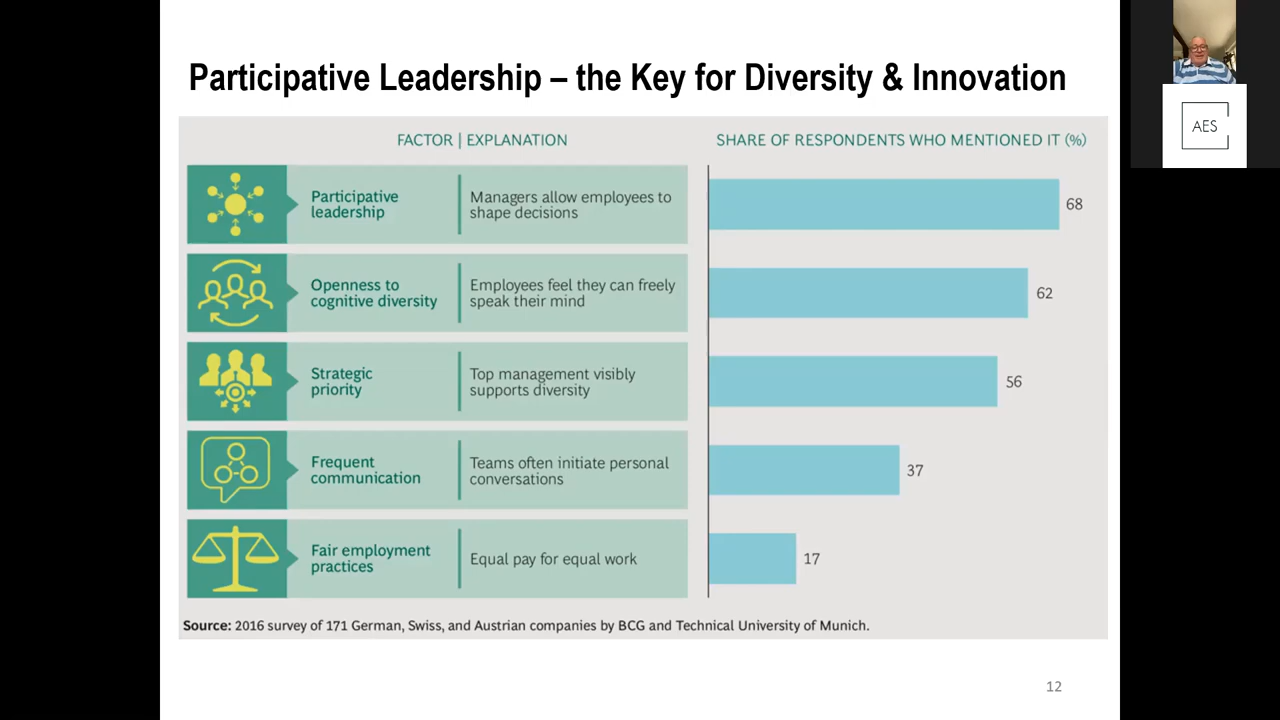 Participative Leadership – the Key for Diversity & Innovation
FACTOR | EXPLANATION
SHARE OF RESPONDENTS WHO MENTIONED IT (%)
Participative
leadership
Managers allow employees to
shape decisions
68
Openness to
cognitive diversity
Employees feel they can freely
speak their mind
62
Strategic
priority
Top management visibly
supports diversity
56
Frequent
communication
Teams often initiate personal
conversations
37
Fair employment
practices
Equal pay for equal work
17
Source: 2016 survey of 171 German, Swiss, and Austrian companies by BCG and Technical University of Munich.
12
AES